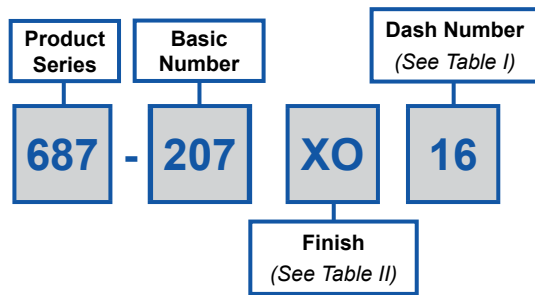 Product
Series
Basic
Number
Dash Number
(See Table I)
687 - 207 XO 16
Finish
(See Table II)